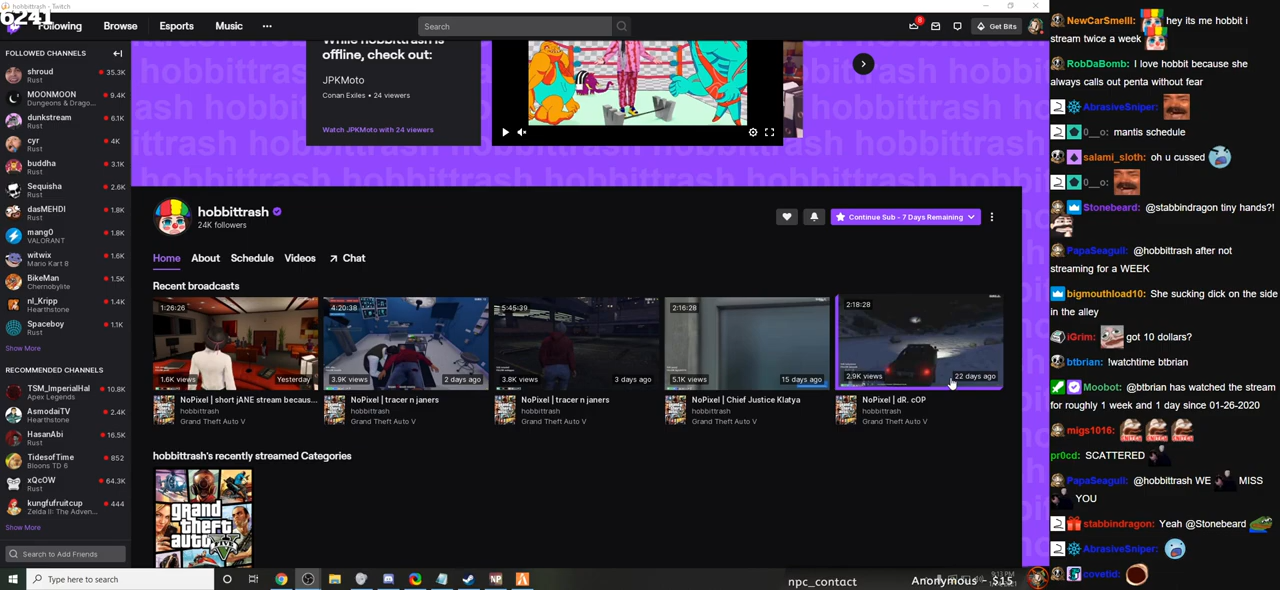 hobbittrash - Twitch
6241
Following
Browse
Esports
Music
Search
8
Get Bits
FOLLOWED CHANNELS
shroud
Rust
35.3K
MOONMOON
Dungeons & Drago...
9.4K
dunkstream
Rust
6.1K
cyr
Rust
4K
buddha
Rust
3.1K
Sequisha
Rust
2.6K
dasMEHDI
Rust
1.8K
mang0
VALORANT
1.8K
witwix
Mario Kart 8
1.6K
BikeMan
Chernobylite
1.5K
nl_Kripp
Hearthstone
1.4K
Spaceboy
Rust
1.1K
Show More
RECOMMENDED CHANNELS
TSM_ImperialHal
Apex Legends
10.8K
AsmodaiTV
Hearthstone
2.4K
HasanAbi
Rust
16.5K
TidesofTime
Bloons TD 6
852
xQcOW
Rust
64.3K
kungfufruitcup
Zelda II: The Adven...
444
Show More
Search to Add Friends
While hobbittrash is
offline, check out:
JPKMoto
Conan Exiles • 24 viewers
Watch JPKMoto with 24 viewers
hobbittrash
24K followers
Continue Sub - 7 Days Remaining
Home
About
Schedule
Videos
Chat
Recent broadcasts
1:26:26
1.6K views
Yesterday
NoPixel | short jANE stream becaus...
hobbittrash
Grand Theft Auto V
4:20:38
3.9K views
2 days ago
NoPixel | tracer n janers
hobbittrash
Grand Theft Auto V
5:45:39
3.8K views
3 days ago
NoPixel | tracer n janers
hobbittrash
Grand Theft Auto V
2:16:28
5.1K views
15 days ago
NoPixel | Chief Justice Klatya
hobbittrash
Grand Theft Auto V
2:18:28
2.9K views
22 days ago
NoPixel | dR. cOP
hobbittrash
Grand Theft Auto V
hobbittrash's recently streamed Categories
grand
theft
auto
Type here to search
npc_contact
Anonymous - $15
NewCarSmellll: hey its me hobbit i
stream twice a week
RobDaBomb: I love hobbit because she
always calls out penta without fear
AbrasiveSniper:
0__o: mantis schedule
salami_sloth: oh u cussed
0__o:
Stonebeard: @stabbindragon tiny hands?!
PapaSeagull: @hobbittrash after not
streaming for a WEEK
bigmouthload10: She sucking dick on the side
in the alley
iGrim: got 10 dollars?
btbrian: !watchtime btbrian
Moobot: @btbrian has watched the stream
for roughly 1 week and 1 day since 01-26-2020
migs1016:
pr0cd: SCATTERED
PapaSeagull: @hobbittrash WE MISS
YOU
stabbindragon: Yeah @Stonebeard
AbrasiveSniper:
covetid: